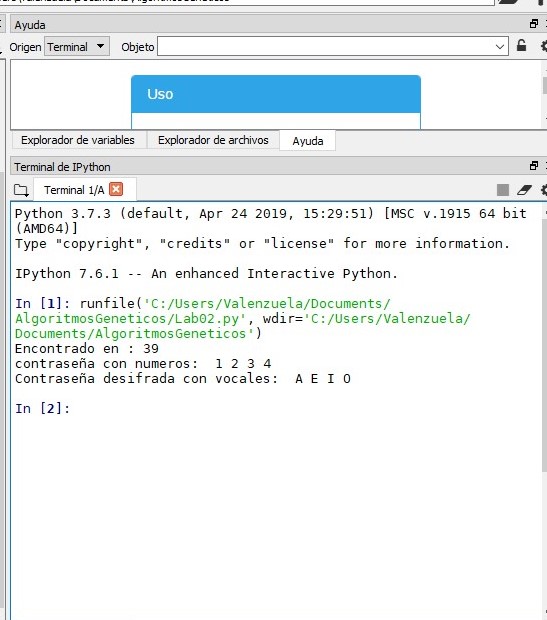 Ayuda
Origen Terminal Objeto
Uso
Explorador de variables Explorador de archivos Ayuda
Terminal de IPython
Terminal 1/A
Python 3.7.3 (default, Apr 24 2019, 15:29:51) [MSC v.1915 64 bit
(AMD64)]
Type "copyright", "credits" or "license" for more information.
IPython 7.6.1 -- An enhanced Interactive Python.
In [1]: runfile('C:/Users/Valenzuela/Documents/
AlgoritmosGeneticos/Lab02.py', wdir='C:/Users/Valenzuela/
Documents/AlgoritmosGeneticos')
Encontrado en : 39
contraseña con numeros:  1 2 3 4
Contraseña desifrada con vocales:  A E I O
In [2]: